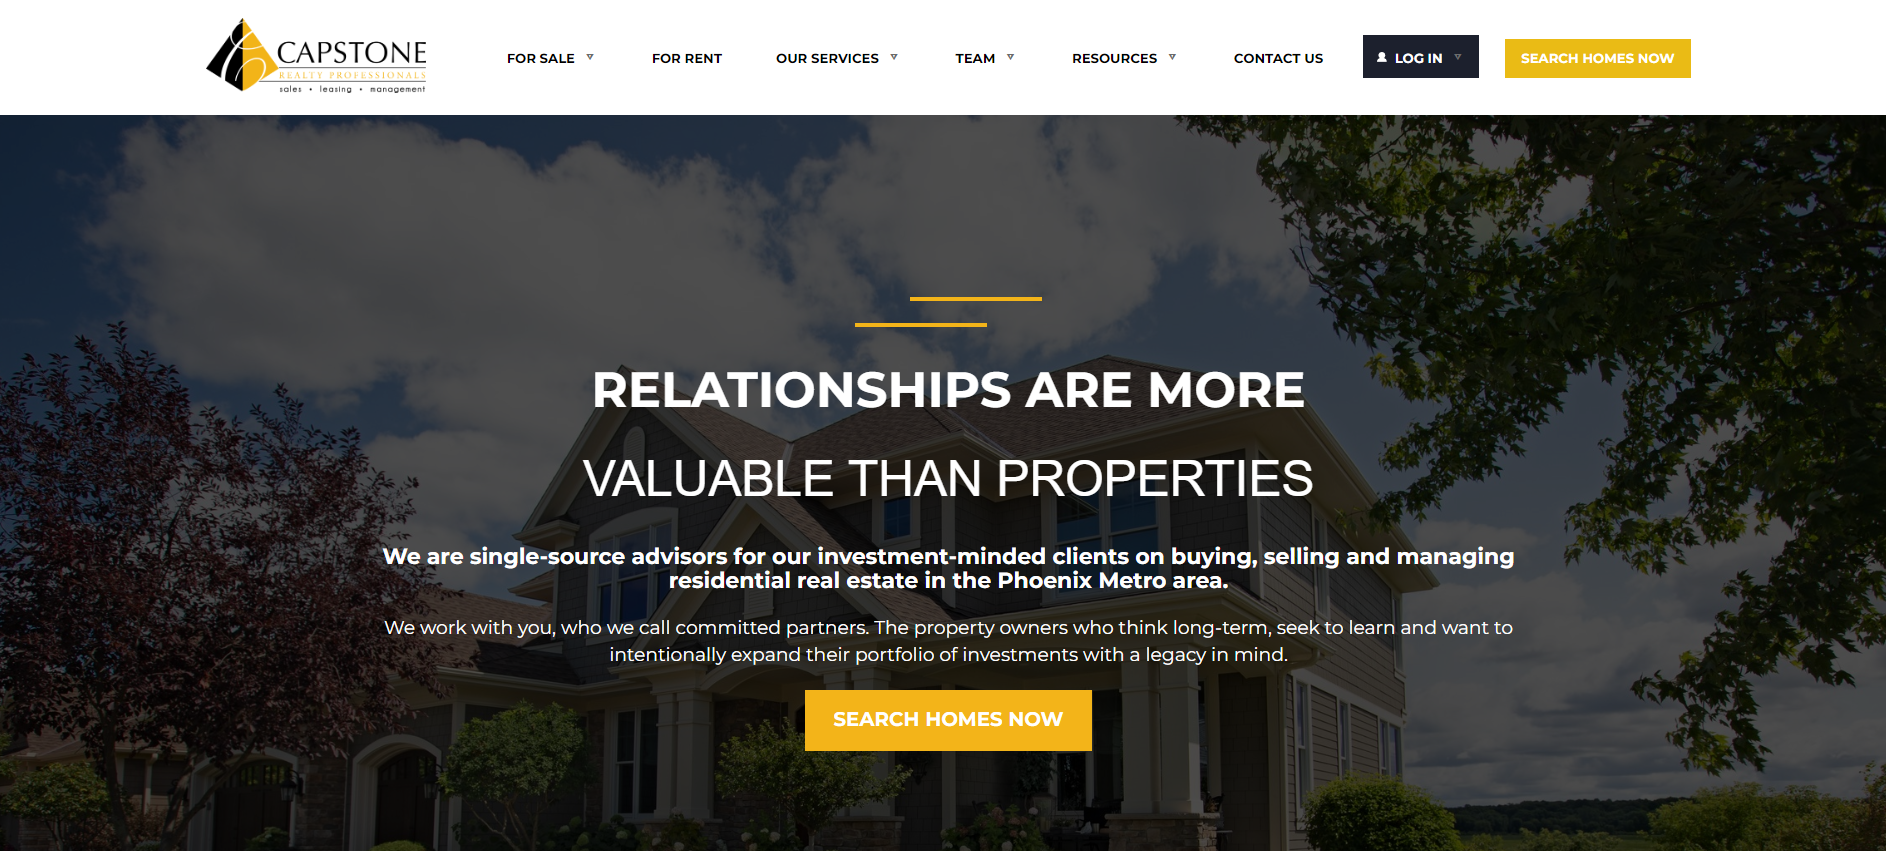 CAPSTONE
REALTY PROFESSIONALS
sales • leasing • management
FOR SALE
FOR RENT
OUR SERVICES
TEAM
RESOURCES
CONTACT US
LOG IN
SEARCH HOMES NOW
RELATIONSHIPS ARE MORE
VALUABLE THAN PROPERTIES
We are single-source advisors for our investment-minded clients on buying, selling and managing
residential real estate in the Phoenix Metro area.
We work with you, who we call committed partners. The property owners who think long-term, seek to learn and want to
intentionally expand their portfolio of investments with a legacy in mind.
SEARCH HOMES NOW